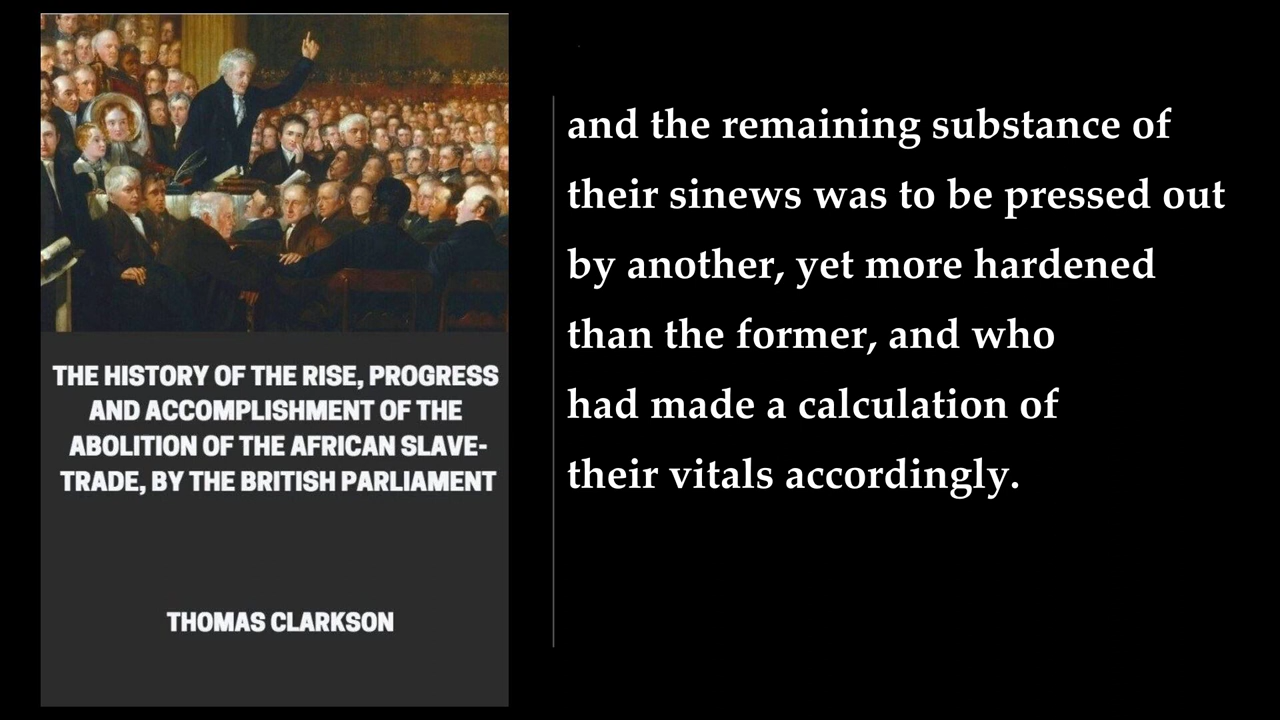 THE HISTORY OF THE RISE, PROGRESS
AND ACCOMPLISHMENT OF THE
ABOLITION OF THE AFRICAN SLAVE-
TRADE, BY THE BRITISH PARLIAMENT
THOMAS CLARKSON
and the remaining substance of
their sinews was to be pressed out
by another, yet more hardened
than the former, and who
had made a calculation of
their vitals accordingly.